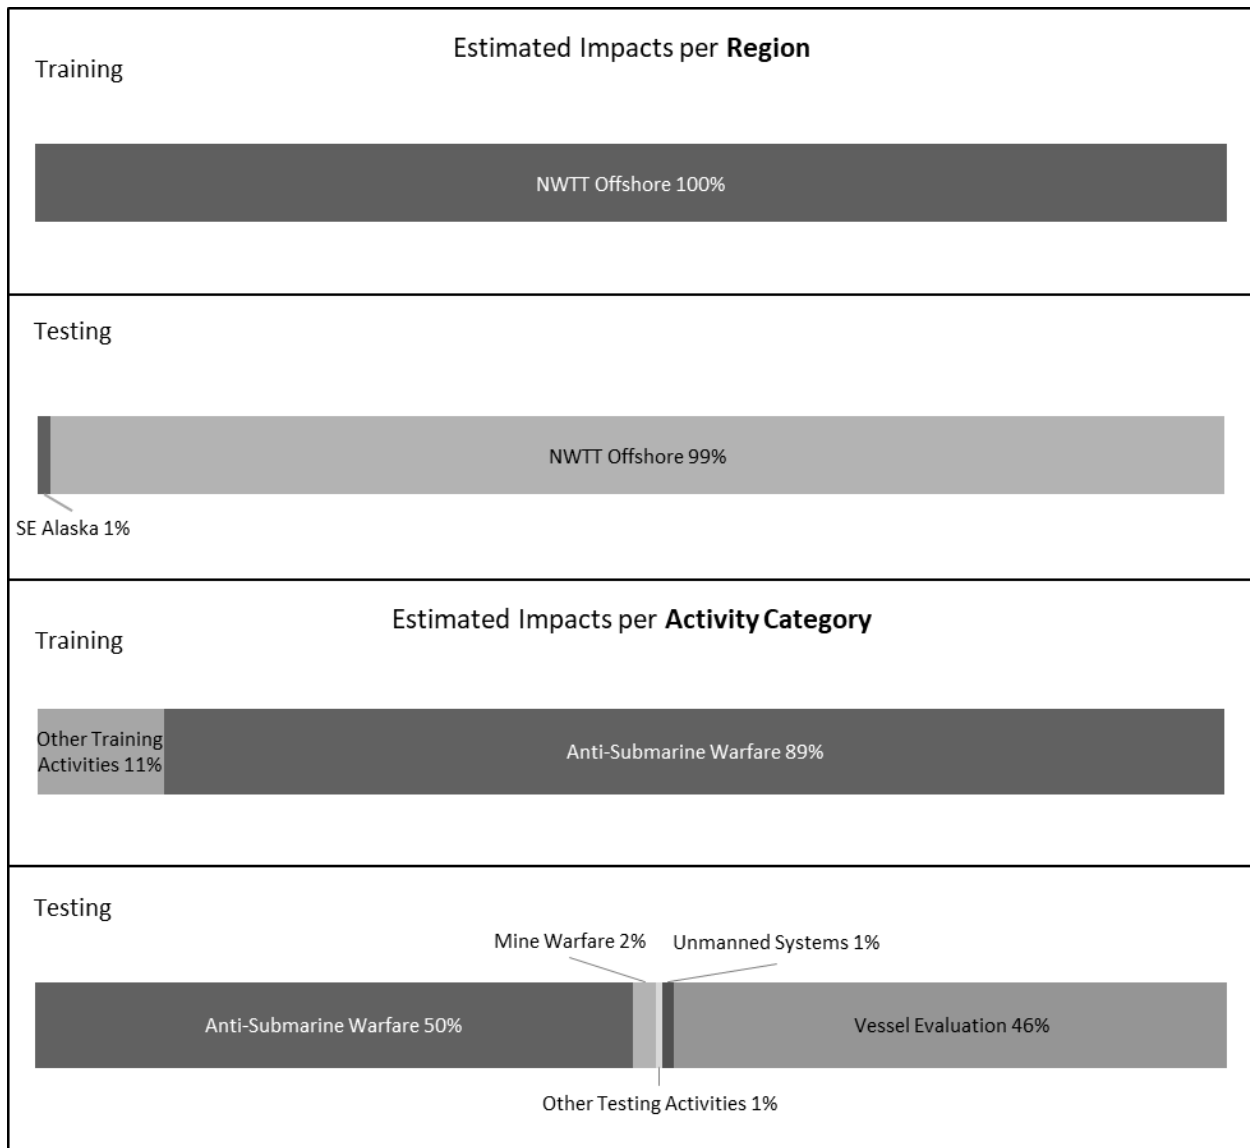 Estimated Impacts per Region
Training
NWTT Offshore 100%
Testing
NWTT Offshore 99%
SE Alaska 1%
Estimated Impacts per Activity Category
Training
Other Training
Activities 11%
Anti-Submarine Warfare 89%
Testing
Mine Warfare 2%
Unmanned Systems 1%
Anti-Submarine Warfare 50%
Vessel Evaluation 46%
Other Testing Activities 1%